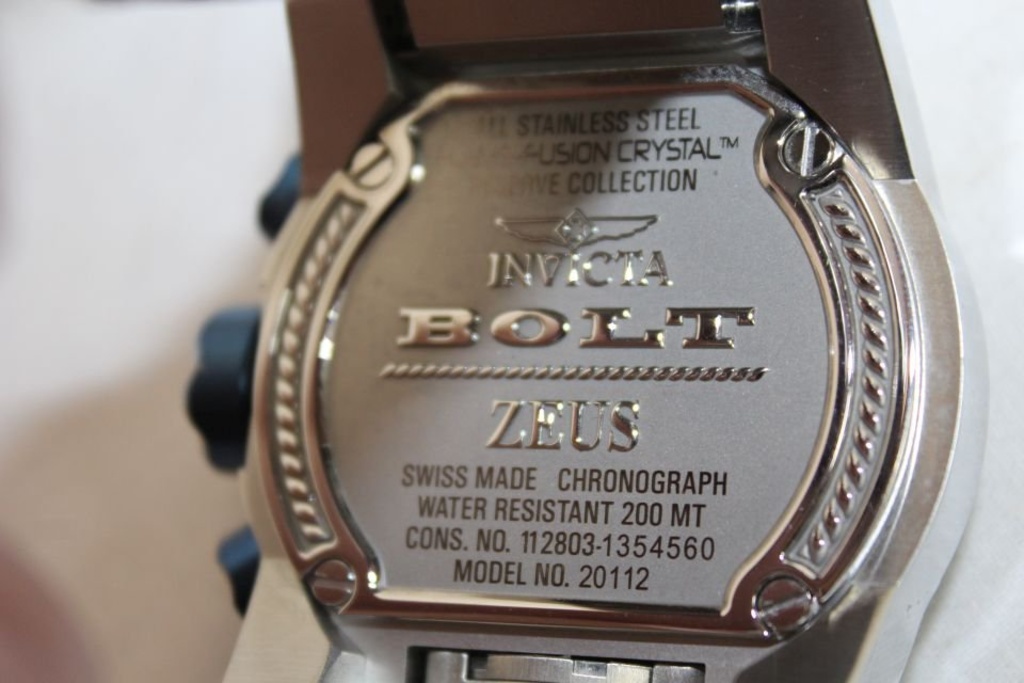 STAINLESS STEEL
CRYSTAL™
COLLECTION
INVICTA
BOLT
ZEUS
SWISS MADE CHRONOGRAPH
WATER RESISTANT 200 MT
CONS. NO. 112803-1354560
MODEL NO. 20112